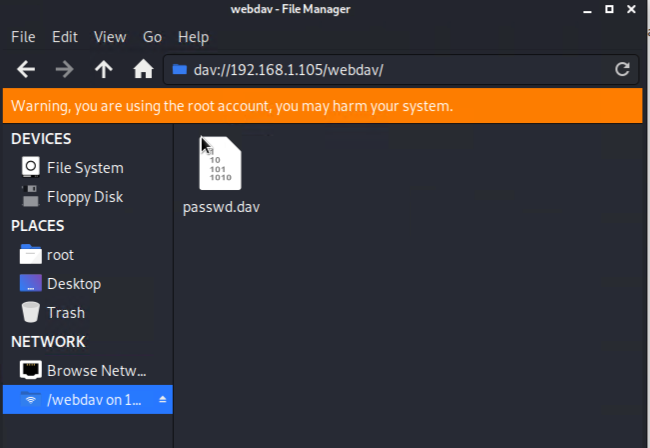 webdav - File Manager
File Edit View Go Help
dav://192.168.1.105/webdav/
Warning, you are using the root account, you may harm your system.
DEVICES
File System
Floppy Disk
PLACES
root
Desktop
Trash
NETWORK
Browse Netw...
/webdav on 1...
10
101
1010
passwd.dav